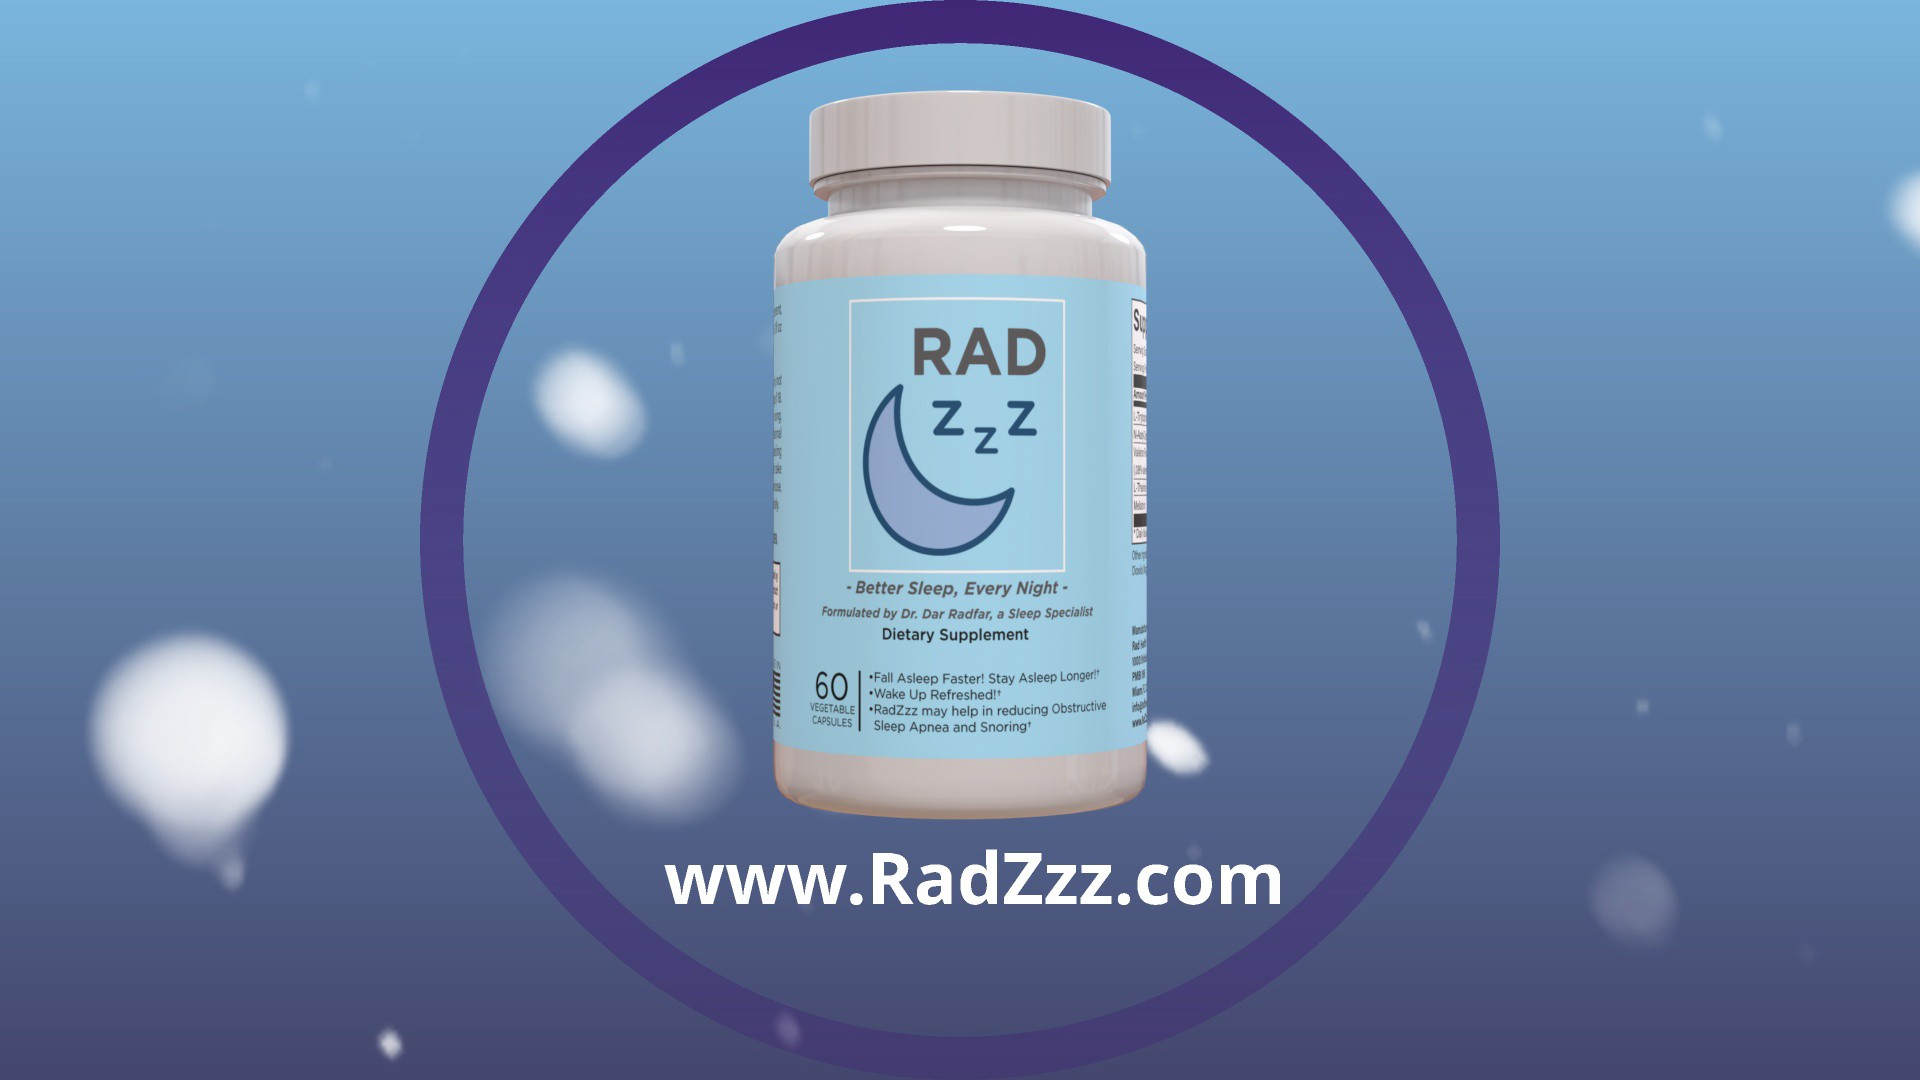 RAD
z z z
- Better Sleep, Every Night -
Formulated by Dr. Dar Radfar, a Sleep Specialist
Dietary Supplement
60
VEGETABLE
CAPSULES
•Fall Asleep Faster! Stay Asleep Longer!†
•Wake Up Refreshed!†
•RadZzz may help in reducing Obstructive
Sleep Apnea and Snoring†
www.RadZzz.com